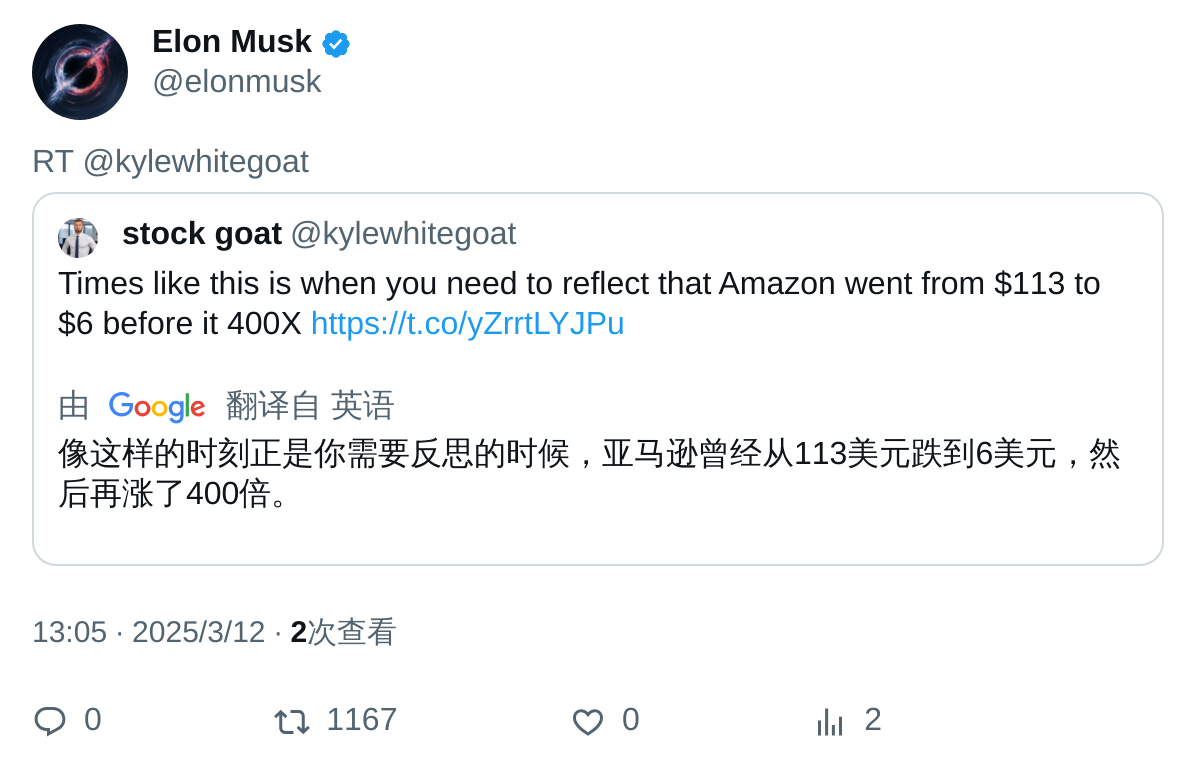 Elon Musk
@elonmusk
RT @kylewhitegoat
stock goat @kylewhitegoat
Times like this is when you need to reflect that Amazon went from $113 to
$6 before it 400X https://t.co/yZrrtLYJPu
由 Google 翻译自 英语
像这样的时刻正是你需要反思的时候，亚马逊曾经从113美元跌到6美元，然
后再涨了400倍。
13:05 · 2025/3/12 · 2次查看
0 1167 0 2